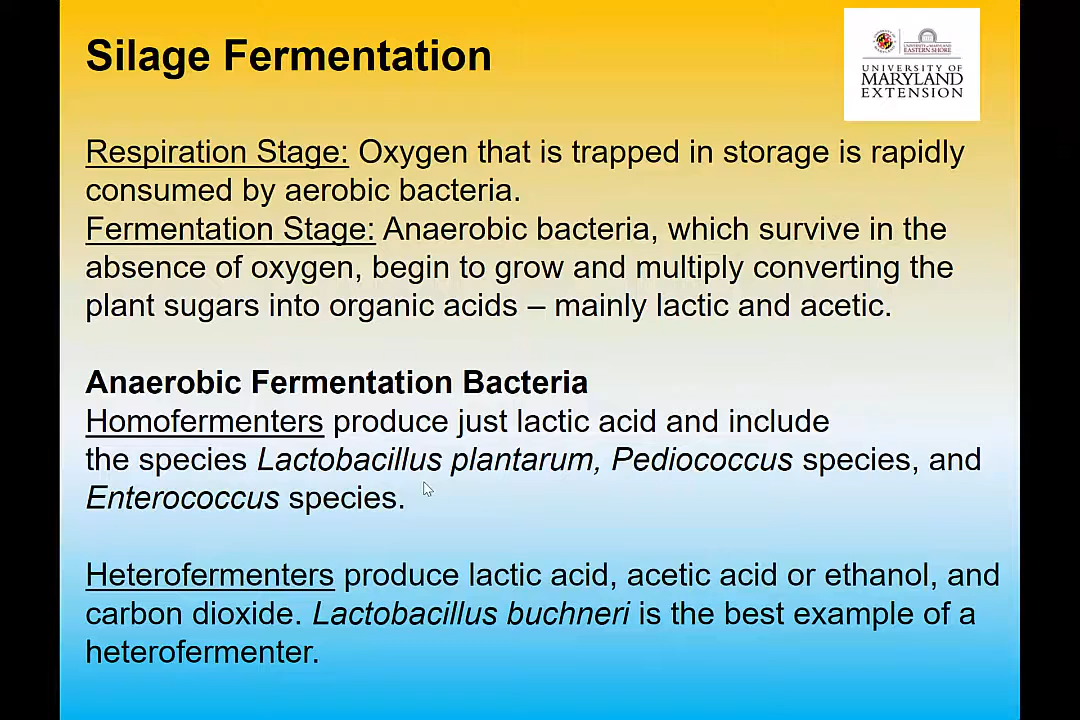 Silage Fermentation
UNIVERSITY OF
MARYLAND
EXTENSION
Respiration Stage: Oxygen that is trapped in storage is rapidly
consumed by aerobic bacteria.
Fermentation Stage: Anaerobic bacteria, which survive in the
absence of oxygen, begin to grow and multiply converting the
plant sugars into organic acids – mainly lactic and acetic.
Anaerobic Fermentation Bacteria
Homofermenters produce just lactic acid and include
the species Lactobacillus plantarum, Pediococcus species, and
Enterococcus species.
Heterofermenters produce lactic acid, acetic acid or ethanol, and
carbon dioxide. Lactobacillus buchneri is the best example of a
heterofermenter.